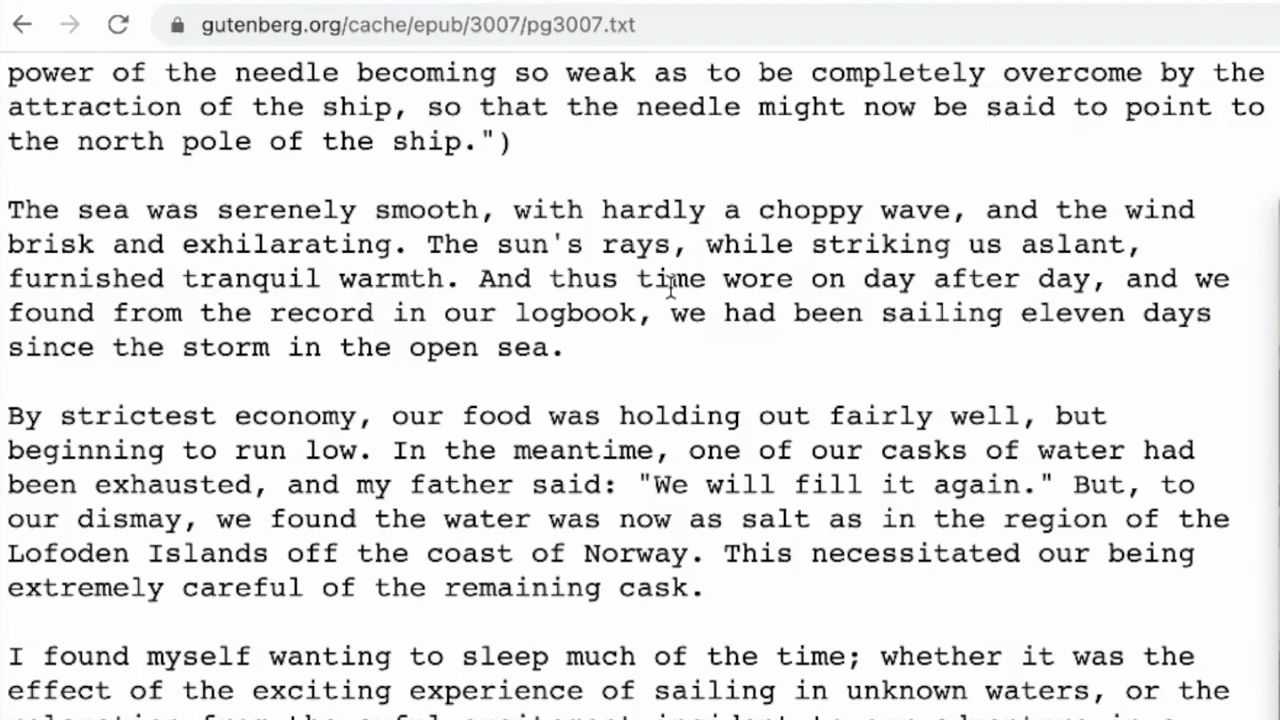 gutenberg.org/cache/epub/3007/pg3007.txt
power of the needle becoming so weak as to be completely overcome by the
attraction of the ship, so that the needle might now be said to point to
the north pole of the ship.")
The sea was serenely smooth, with hardly a choppy wave, and the wind
brisk and exhilarating. The sun's rays, while striking us aslant,
furnished tranquil warmth. And thus time wore on day after day, and we
found from the record in our logbook, we had been sailing eleven days
since the storm in the open sea.
By strictest economy, our food was holding out fairly well, but
beginning to run low. In the meantime, one of our casks of water had
been exhausted, and my father said: "We will fill it again." But, to
our dismay, we found the water was now as salt as in the region of the
Lofoden Islands off the coast of Norway. This necessitated our being
extremely careful of the remaining cask.
I found myself wanting to sleep much of the time; whether it was the
effect of the exciting experience of sailing in unknown waters, or the